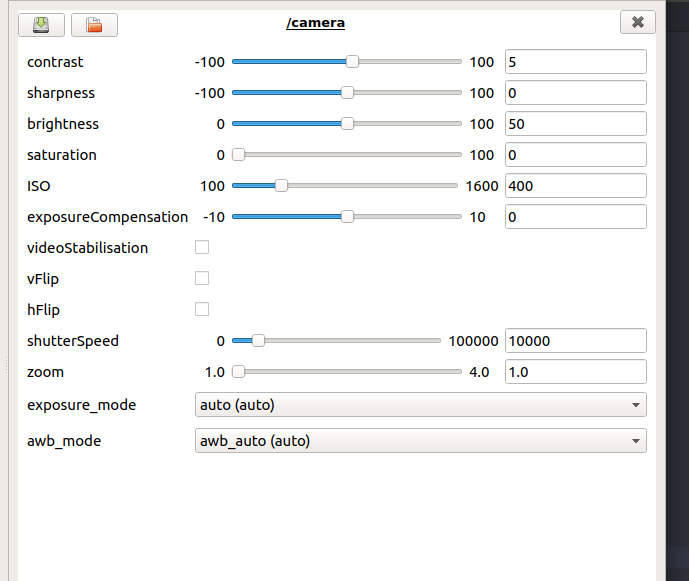 /camera
contrast -100 100 5
sharpness -100 100 0
brightness 0 100 50
saturation 0 100 0
ISO 100 1600 400
exposureCompensation -10 10 0
videoStabilisation
vFlip
hFlip
shutterSpeed 0 100000 10000
zoom 1.0 4.0 1.0
exposure_mode auto (auto)
awb_mode awb_auto (auto)